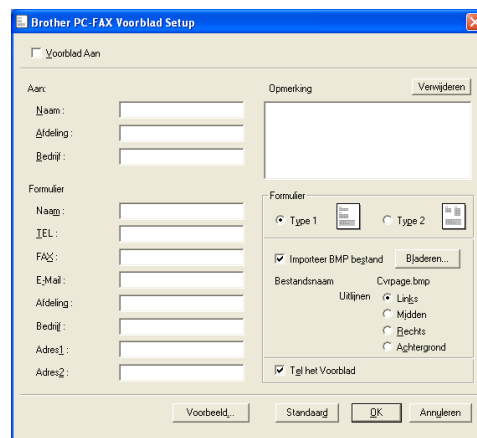 Brother PC-FAX Voorblad Setup
Voorblad Aan
Aan:
Naam :
Afdeling :
Bedrijf :
Opmerking
Verwijderen
Formulier
Naam :
TEL :
FAX :
E-Mail :
Afdeling :
Bedrijf :
Adres1 :
Adres2 :
Formulier
Type 1
Type 2
Importeer BMP bestand
Bladeren...
Bestandsnaam
Cvrpage.bmp
Uitlijnen
Links
Midden
Rechts
Achtergrond
Tel het Voorblad
Voorbeeld...
Standaard
OK
Annuleren